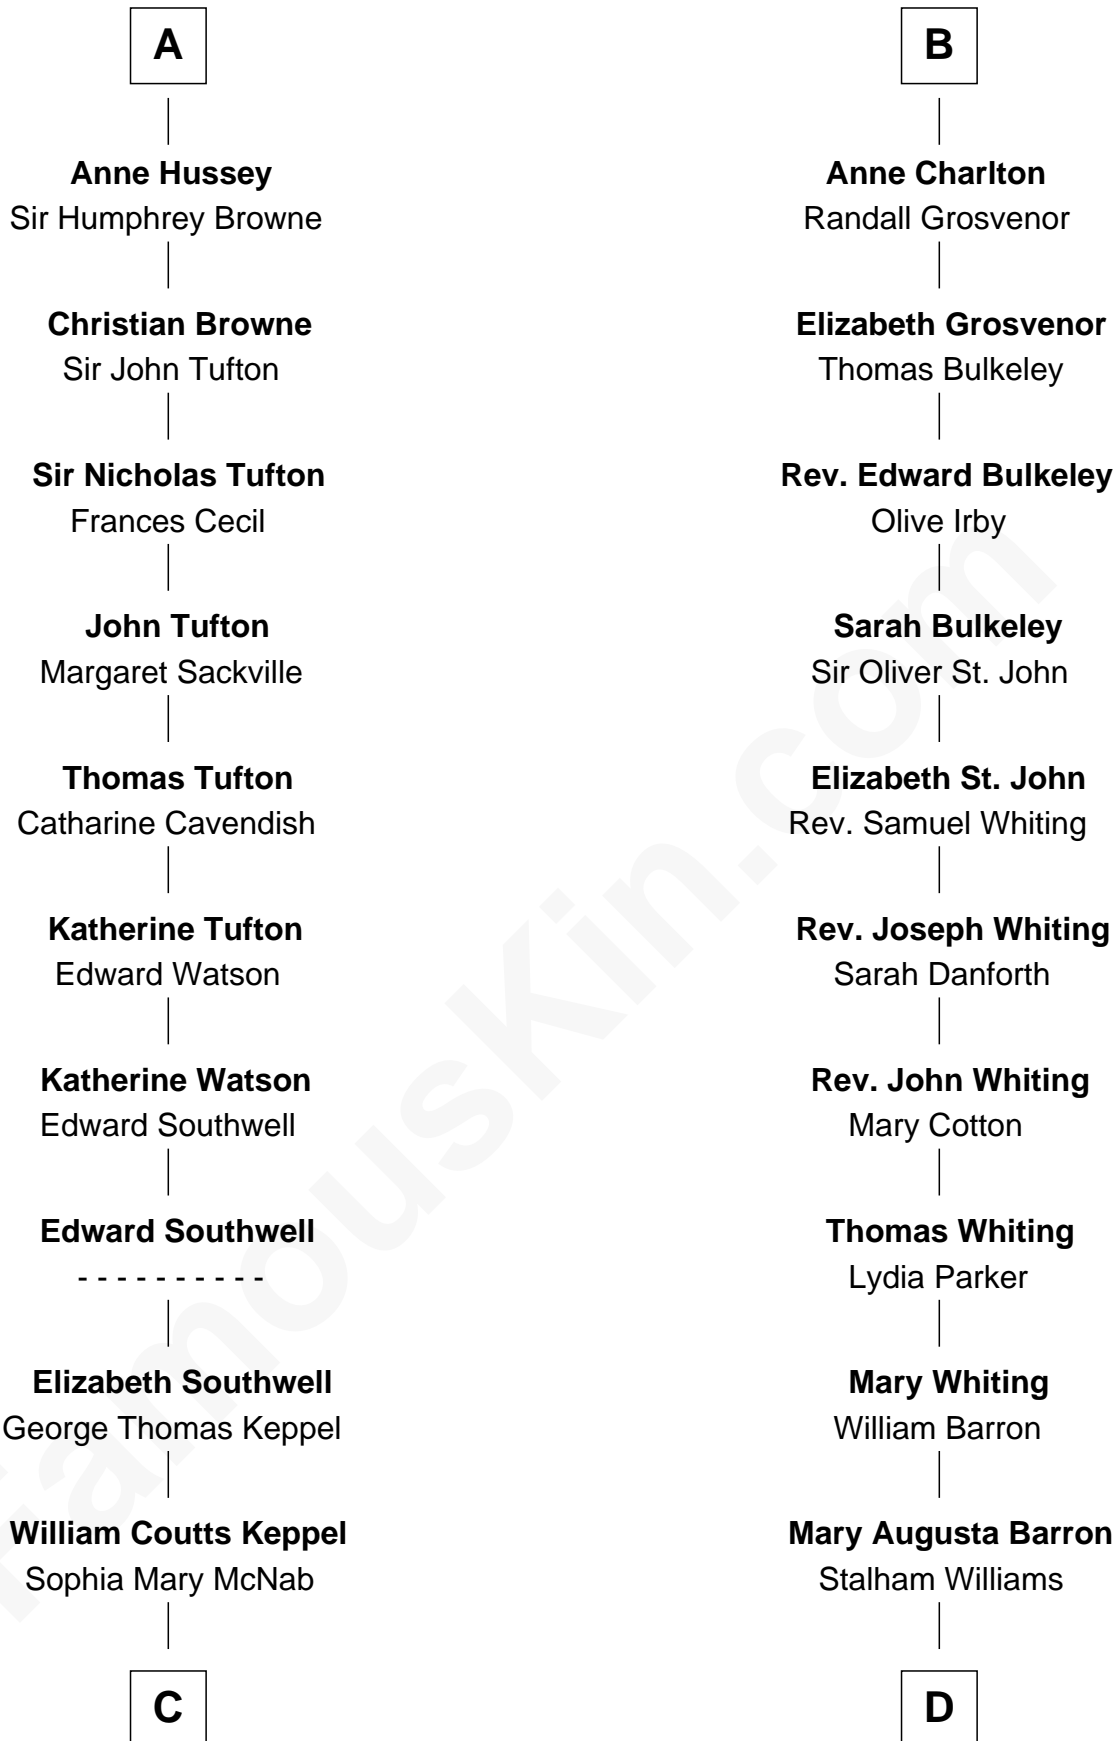 A
Anne Hussey
Sir Humphrey Browne
Christian Browne
Sir John Tufton
Sir Nicholas Tufton
Frances Cecil
John Tufton
Margaret Sackville
Thomas Tufton
Catharine Cavendish
Katherine Tufton
Edward Watson
Katherine Watson
Edward Southwell
Edward Southwell
- - - - - - - - - -
Elizabeth Southwell
George Thomas Keppel
William Coutts Keppel
Sophia Mary McNab
C
B
Anne Charlton
Randall Grosvenor
Elizabeth Grosvenor
Thomas Bulkeley
Rev. Edward Bulkeley
Olive Irby
Sarah Bulkeley
Sir Oliver St. John
Elizabeth St. John
Rev. Samuel Whiting
Rev. Joseph Whiting
Sarah Danforth
Rev. John Whiting
Mary Cotton
Thomas Whiting
Lydia Parker
Mary Whiting
William Barron
Mary Augusta Barron
Stalham Williams
D
FamousKin.com